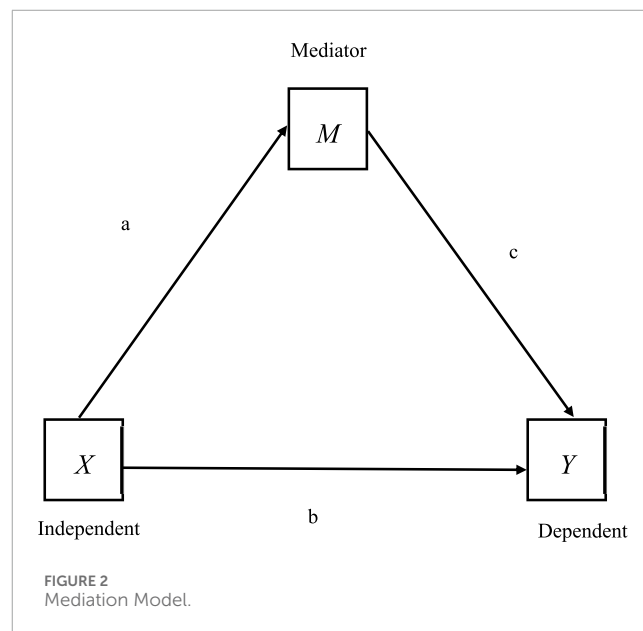 Mediator
M
a
c
X
Y
Independent
b
Dependent
FIGURE 2
Mediation Model.